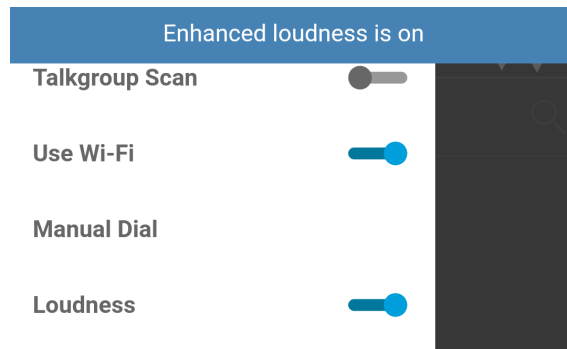 Enhanced loudness is on
Talkgroup Scan
Use Wi-Fi
Manual Dial
Loudness